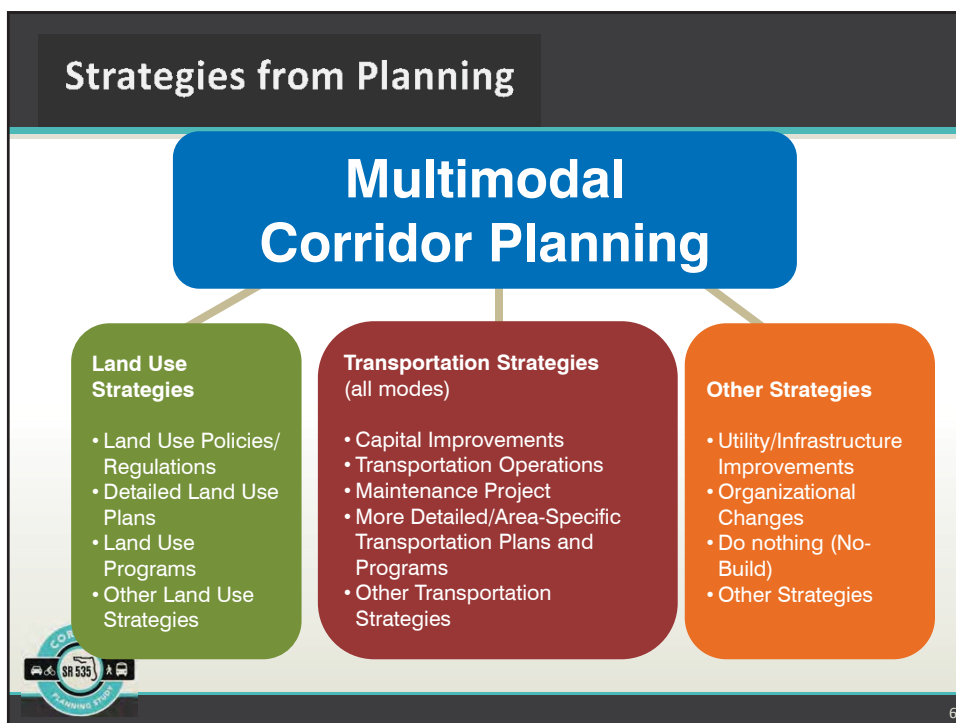 Strategies from Planning
Multimodal
Corridor Planning
Land Use
Strategies
• Land Use Policies/
Regulations
• Detailed Land Use
Plans
• Land Use
Programs
• Other Land Use
Strategies
Transportation Strategies
(all modes)
• Capital Improvements
• Transportation Operations
• Maintenance Project
• More Detailed/Area-Specific
Transportation Plans and
Programs
• Other Transportation
Strategies
Other Strategies
• Utility/Infrastructure
Improvements
• Organizational
Changes
• Do nothing (No-
Build)
• Other Strategies
COR
SR 535
PLANNING STUDY
6